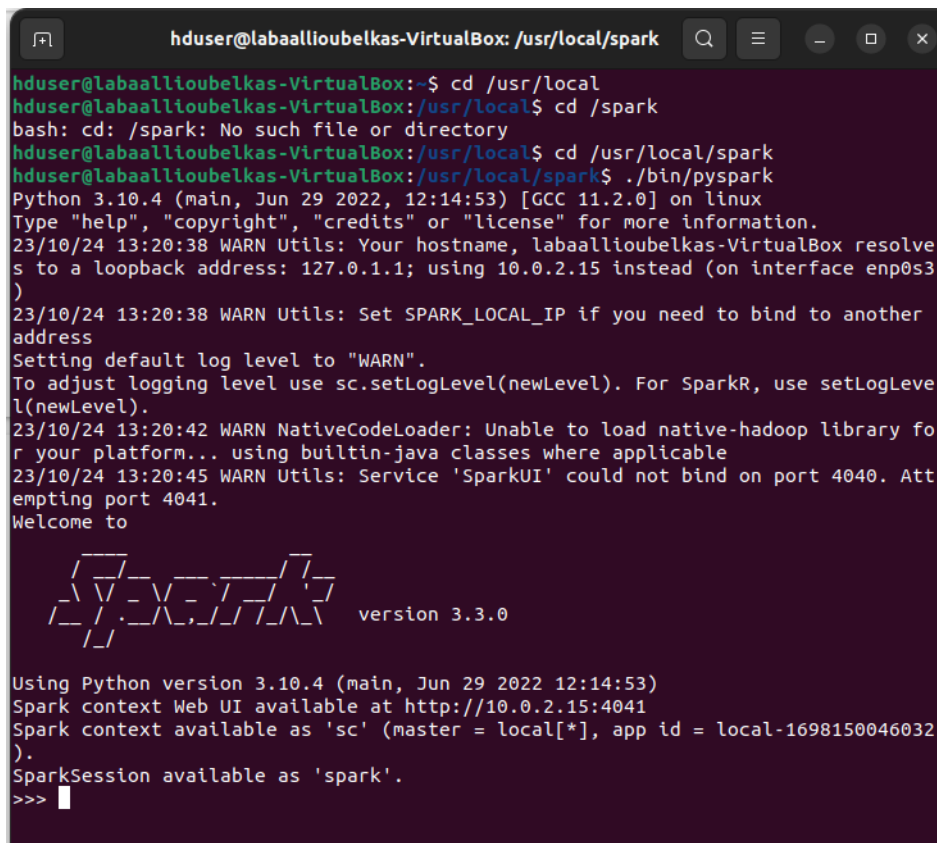 hduser@labaallioubelkas-VirtualBox: /usr/local/spark
hduser@labaallioubelkas-VirtualBox:~$ cd /usr/local
hduser@labaallioubelkas-VirtualBox:/usr/local$ cd /spark
bash: cd: /spark: No such file or directory
hduser@labaallioubelkas-VirtualBox:/usr/local$ cd /usr/local/spark
hduser@labaallioubelkas-VirtualBox:/usr/local/spark$ ./bin/pyspark
Python 3.10.4 (main, Jun 29 2022, 12:14:53) [GCC 11.2.0] on linux
Type "help", "copyright", "credits" or "license" for more information.
23/10/24 13:20:38 WARN Utils: Your hostname, labaallioubelkas-VirtualBox resolve
s to a loopback address: 127.0.1.1; using 10.0.2.15 instead (on interface enp0s3
)
23/10/24 13:20:38 WARN Utils: Set SPARK_LOCAL_IP if you need to bind to another
address
Setting default log level to "WARN".
To adjust logging level use sc.setLogLevel(newLevel). For SparkR, use setLogLeve
l(newLevel).
23/10/24 13:20:42 WARN NativeCodeLoader: Unable to load native-hadoop library fo
r your platform... using builtin-java classes where applicable
23/10/24 13:20:45 WARN Utils: Service 'SparkUI' could not bind on port 4040. Att
empting port 4041.
Welcome to
      ____              __
     / __/__  ___ _____/ /__
    _\ \/ _ \/ _ `/ __/  '_/
   /__ / .__/\_,_/_/ /_/\_\   version 3.3.0
      /_/
Using Python version 3.10.4 (main, Jun 29 2022 12:14:53)
Spark context Web UI available at http://10.0.2.15:4041
Spark context available as 'sc' (master = local[*], app id = local-1698150046032
).
SparkSession available as 'spark'.
>>>